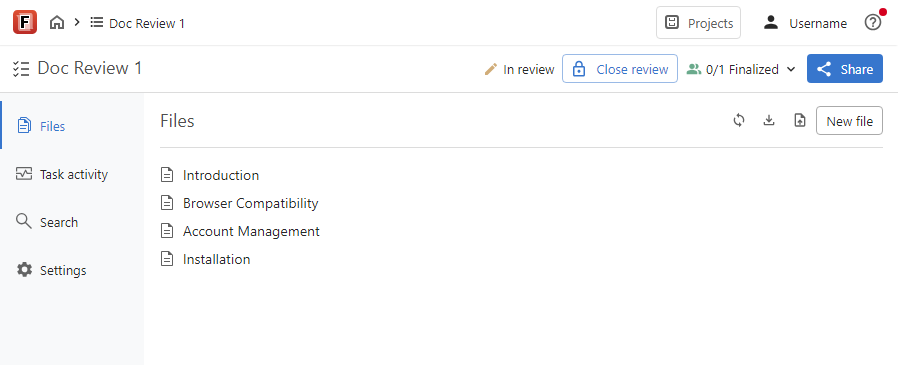 F Doc Review 1 Projects Username
Doc Review 1 In review Close review 0/1 Finalized Share
Files
Task activity
Search
Settings
Files New file
Introduction
Browser Compatibility
Account Management
Installation